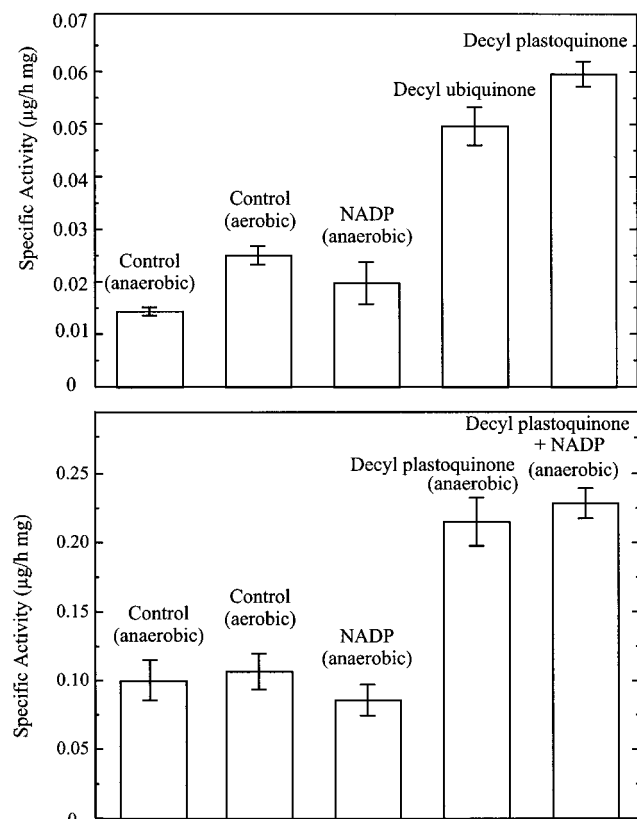 0.07
0.06
0.05
0.04
0.03
0.02
0.01
0
Specific Activity (µg/h mg)
Control
(anaerobic)
Control
(aerobic)
NADP
(anaerobic)
Decyl ubiquinone
Decyl plastoquinone
0.25
0.20
0.15
0.10
0.05
0
Specific Activity (µg/h mg)
Control
(anaerobic)
Control
(aerobic)
NADP
(anaerobic)
Decyl plastoquinone
(anaerobic)
Decyl plastoquinone
+ NADP
(anaerobic)